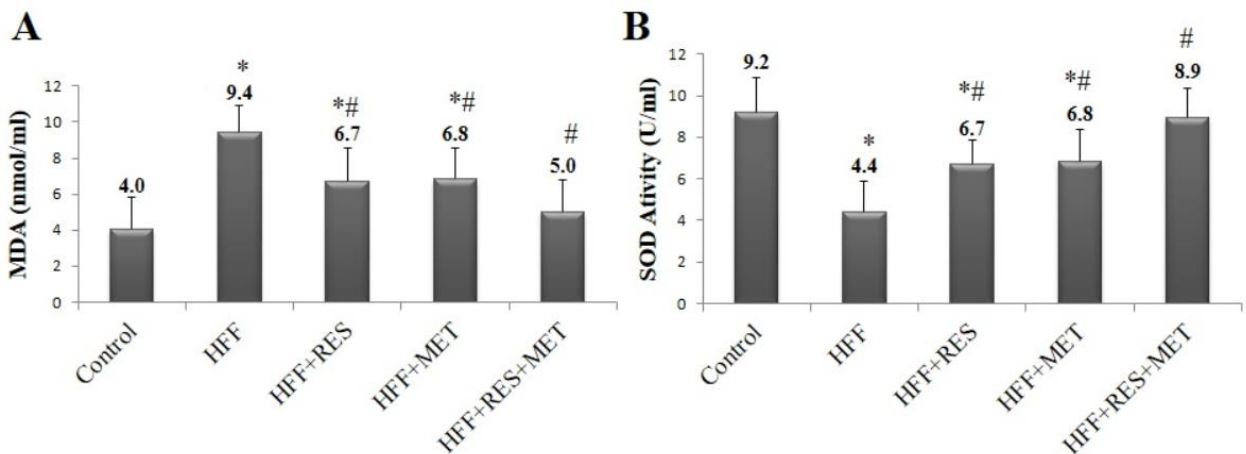 A
MDA (nmol/ml)
12
10
8
6
4
2
0
4.0
*
9.4
*#
6.7
*#
6.8
#
5.0
Control
HFF
HFF+RES
HFF+MET
HFF+RES+MET
B
SOD Ativity (U/ml)
12
10
8
6
4
2
0
9.2
*
4.4
*#
6.7
*#
6.8
#
8.9
Control
HFF
HFF+RES
HFF+MET
HFF+RES+MET